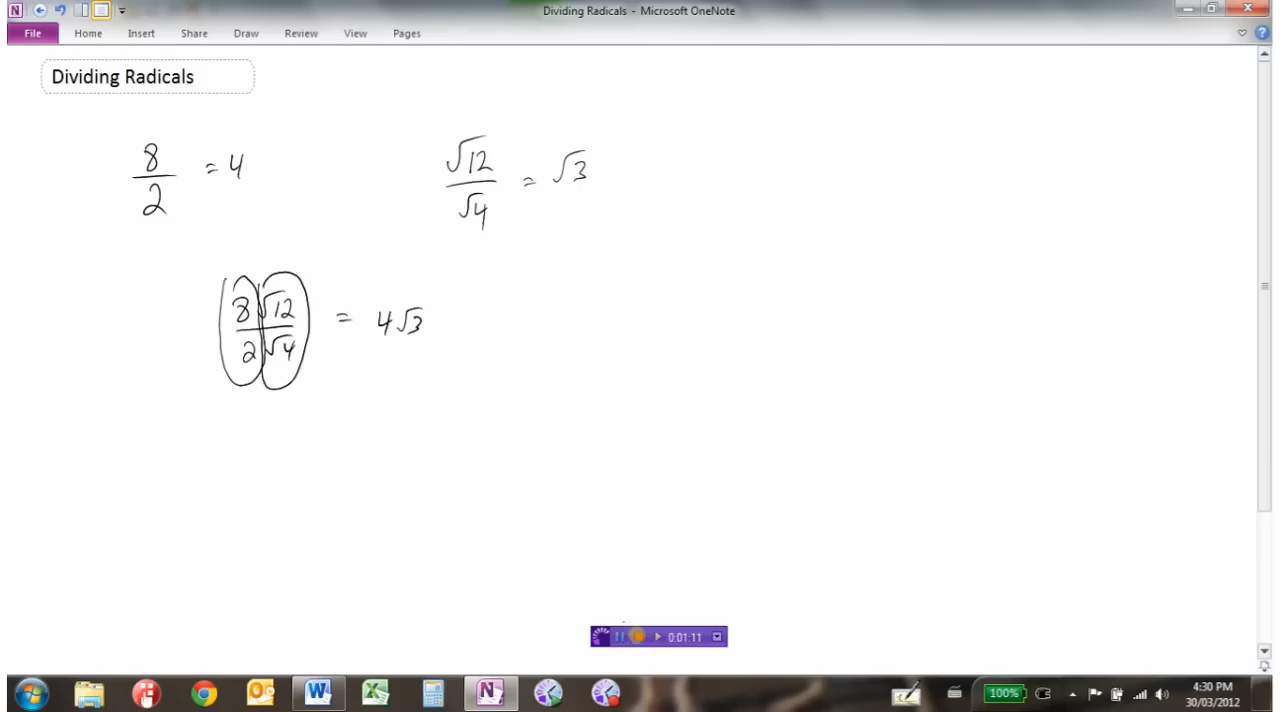 Dividing Radicals - Microsoft OneNote
File Home Insert Share Draw Review View Pages
Dividing Radicals
8/2 = 4
√12/√4 = √3
8√12/2√4 = 4√3
0:01:11
100%
4:30 PM
30/03/2012